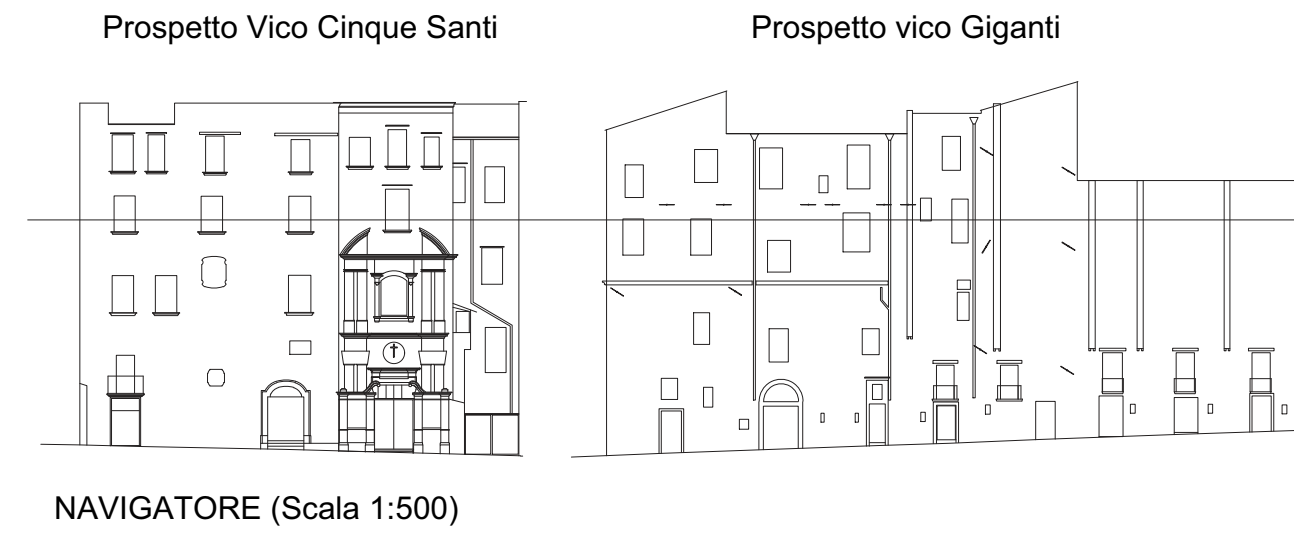 Prospetto Vico Cinque Santi
Prospetto vico Giganti
NAVIGATORE (Scala 1:500)